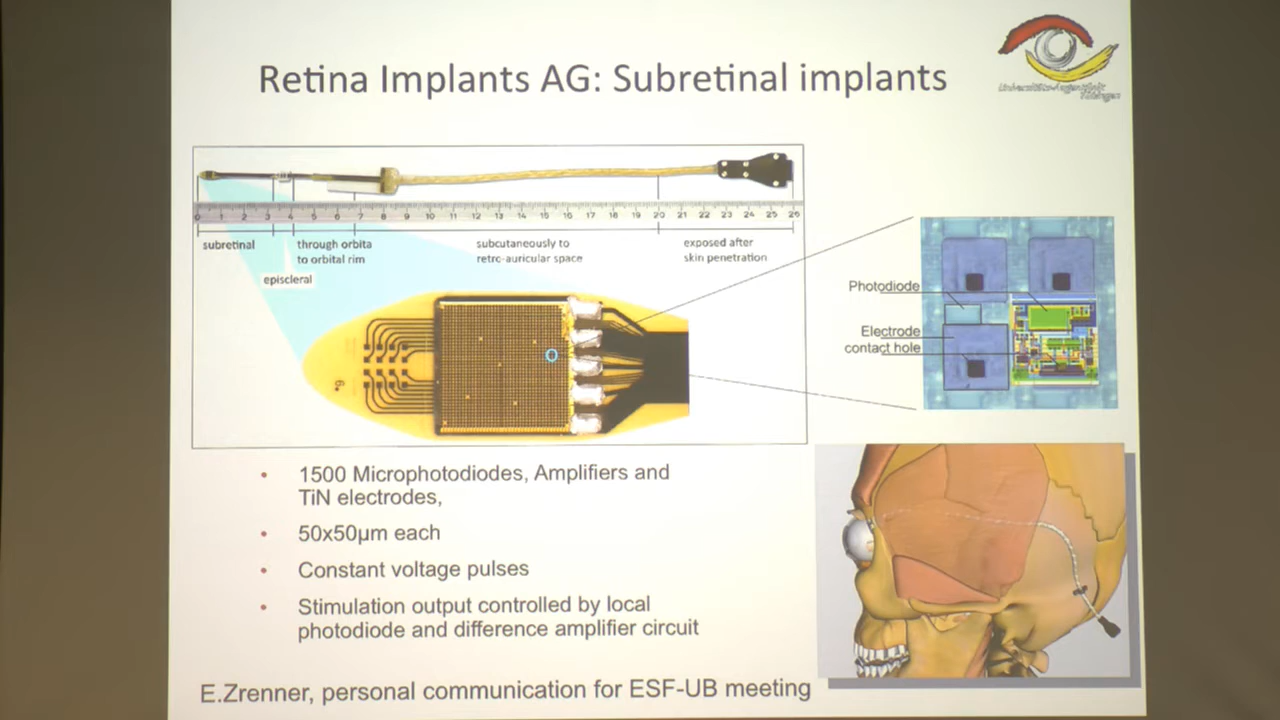 Retina Implants AG: Subretinal implants
0 1 2 3 4 5 6 7 8 9 10 11 12 13 14 15 16 17 18 19 20 21 22 23 24 25 26
subretinal
episcleral
through orbita
to orbital rim
subcutaneously to
retro-auricular space
exposed after
skin penetration
Photodiode
Electrode
contact hole
• 1500 Microphotodiodes, Amplifiers and
TiN electrodes,
• 50x50µm each
• Constant voltage pulses
• Stimulation output controlled by local
photodiode and difference amplifier circuit
E.Zrenner, personal communication for ESF-UB meeting